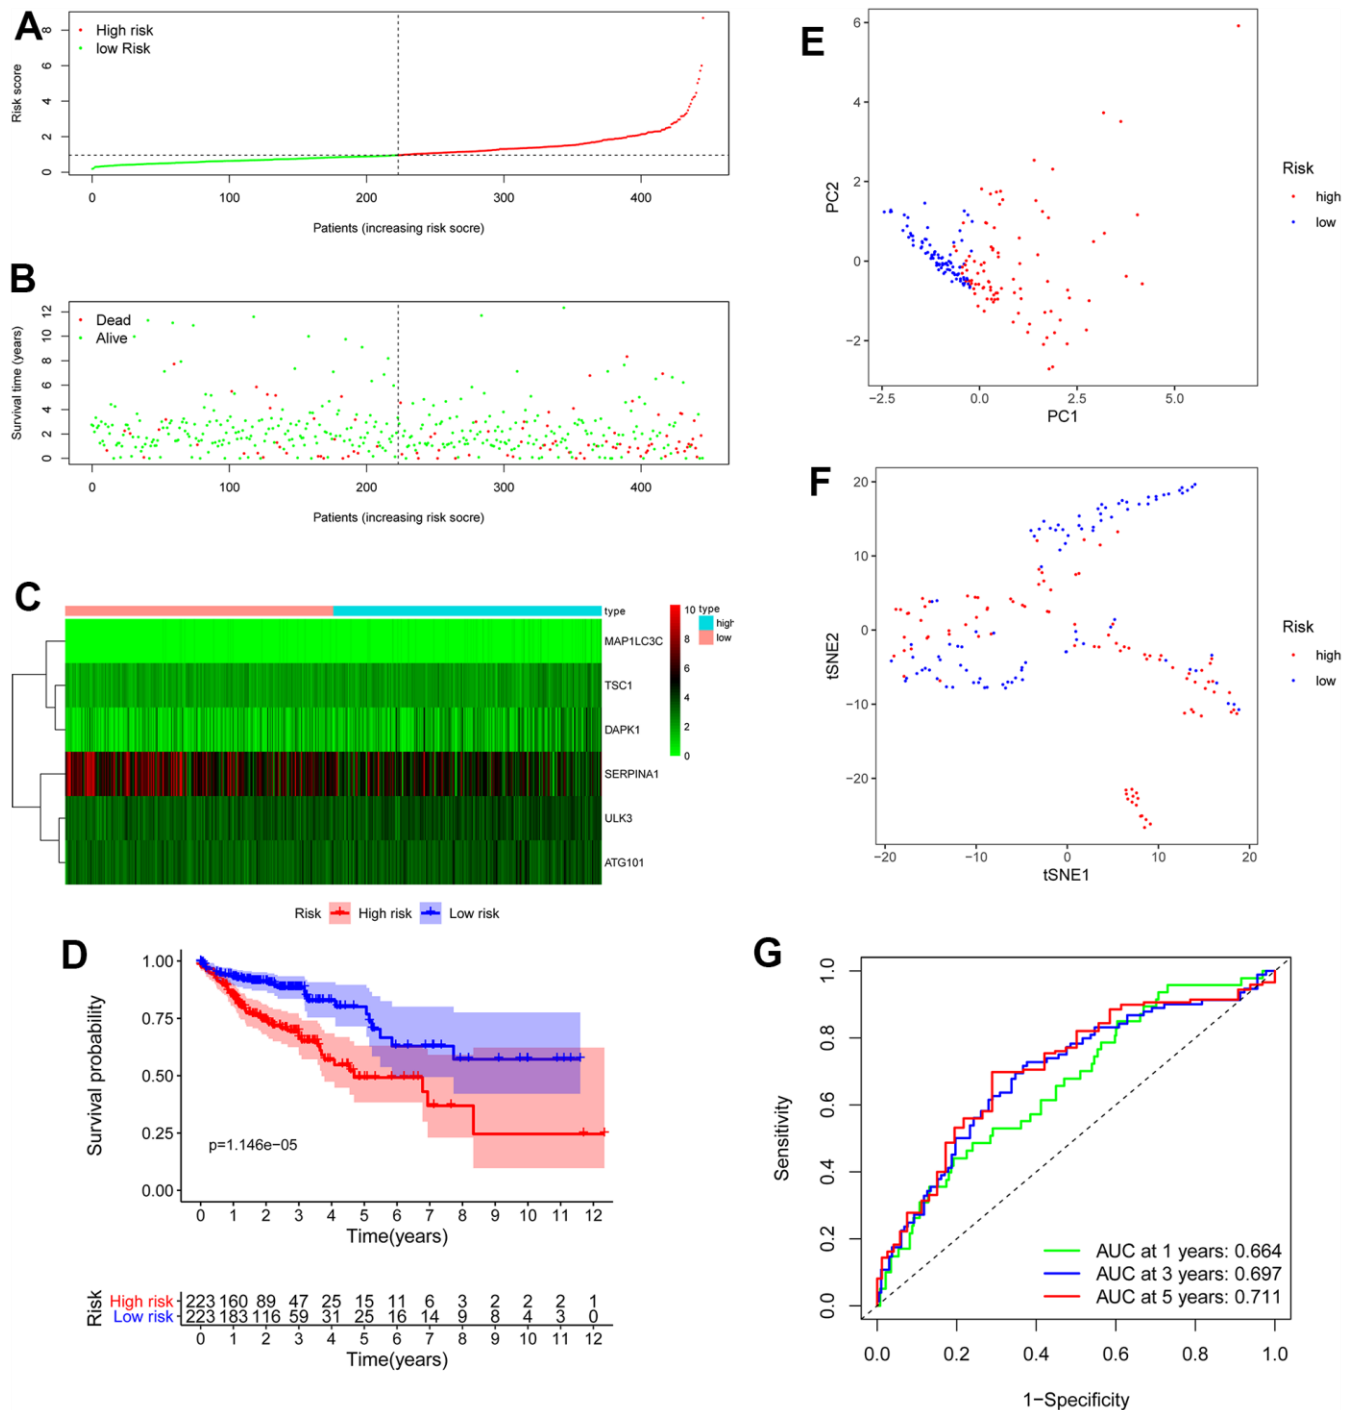 A
Risk score
8
6
4
2
0
High risk
low Risk
0 100 200 300 400
Patients (increasing risk socre)
B
Survival time (years)
12
10
8
6
4
2
0
Dead
Alive
0 100 200 300 400
Patients (increasing risk socre)
C
type
MAP1LC3C
TSC1
DAPK1
SERPINA1
ULK3
ATG101
10
8
6
4
2
0
type
high
low
Risk High risk Low risk
D
Survival probability
1.00
0.75
0.50
0.25
0.00
p=1.146e−05
0 1 2 3 4 5 6 7 8 9 10 11 12
Time(years)
Risk
High risk 223 160 89 47 25 15 11 6 3 2 2 2 1
Low risk 223 183 116 59 31 25 16 14 9 8 4 3 0
0 1 2 3 4 5 6 7 8 9 10 11 12
Time(years)
E
PC2
6
4
2
0
−2
−2.5 0.0 2.5 5.0
PC1
Risk
high
low
F
tSNE2
20
10
0
−10
−20
−20 −10 0 10 20
tSNE1
Risk
high
low
G
Sensitivity
1.0
0.8
0.6
0.4
0.2
0.0
AUC at 1 years: 0.664
AUC at 3 years: 0.697
AUC at 5 years: 0.711
0.0 0.2 0.4 0.6 0.8 1.0
1−Specificity